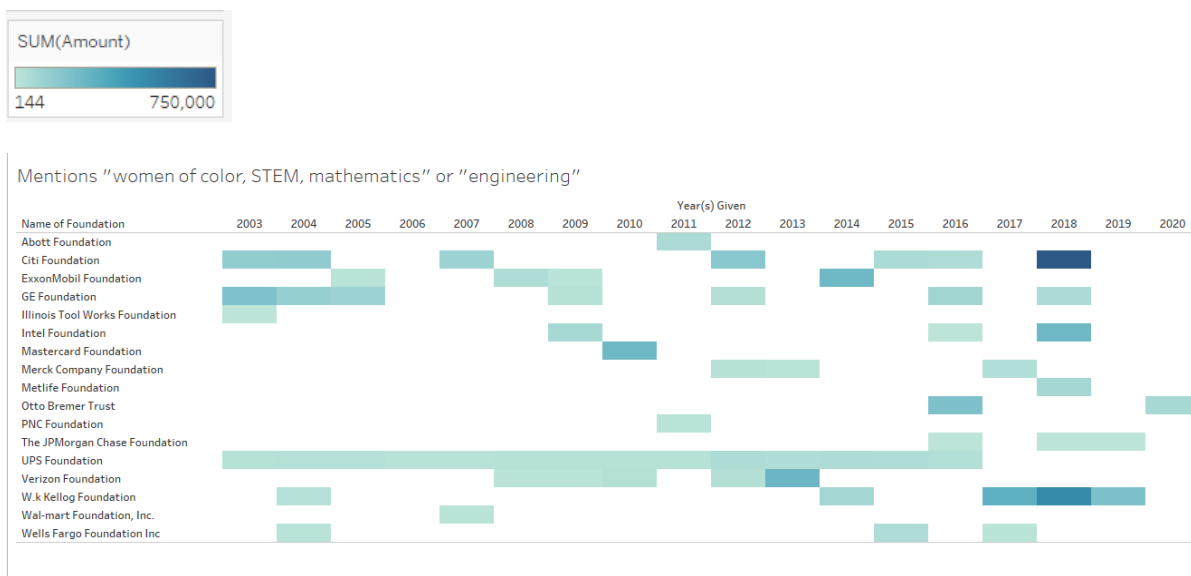 SUM(Amount)
144 750,000
Mentions "women of color, STEM, mathematics" or "engineering"
Year(s) Given
Name of Foundation 2003 2004 2005 2006 2007 2008 2009 2010 2011 2012 2013 2014 2015 2016 2017 2018 2019 2020
Abott Foundation
Citi Foundation
ExxonMobil Foundation
GE Foundation
Illinois Tool Works Foundation
Intel Foundation
Mastercard Foundation
Merck Company Foundation
Metlife Foundation
Otto Bremer Trust
PNC Foundation
The JPMorgan Chase Foundation
UPS Foundation
Verizon Foundation
W.k Kellog Foundation
Wal-mart Foundation, Inc.
Wells Fargo Foundation Inc